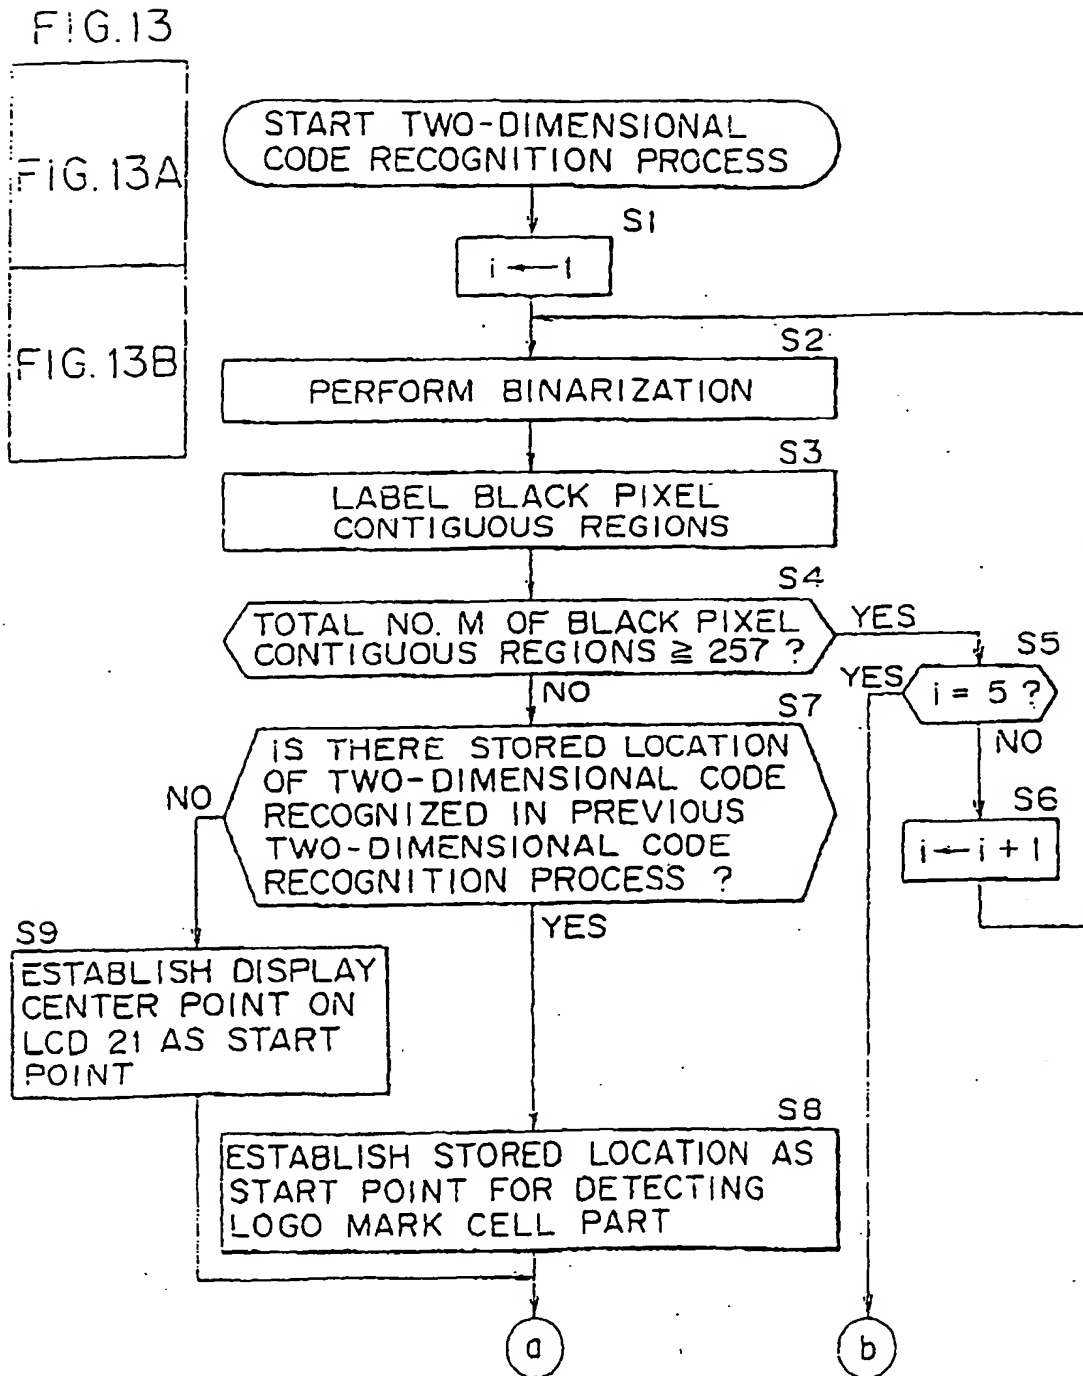 FIG.13
FIG.13A
FIG.13B
START TWO-DIMENSIONAL
CODE RECOGNITION PROCESS
S1
i ← 1
S2
PERFORM BINARIZATION
S3
LABEL BLACK PIXEL
CONTIGUOUS REGIONS
S4
TOTAL NO. M OF BLACK PIXEL
CONTIGUOUS REGIONS ≧ 257 ?
YES
NO
S5
YES
i = 5 ?
NO
S6
i ← i + 1
S7
IS THERE STORED LOCATION
OF TWO-DIMENSIONAL CODE
RECOGNIZED IN PREVIOUS
TWO-DIMENSIONAL CODE
RECOGNITION PROCESS ?
NO
YES
S9
ESTABLISH DISPLAY
CENTER POINT ON
LCD 21 AS START
POINT
S8
ESTABLISH STORED LOCATION AS
START POINT FOR DETECTING
LOGO MARK CELL PART
a
b